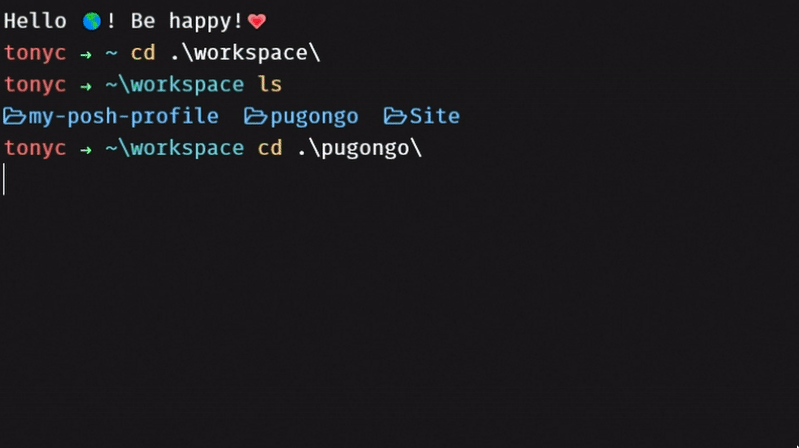 Hello 🌎! Be happy!❤️
tonyc → ~ cd .\workspace\
tonyc → ~\workspace ls
my-posh-profile pugongo Site
tonyc → ~\workspace cd .\pugongo\